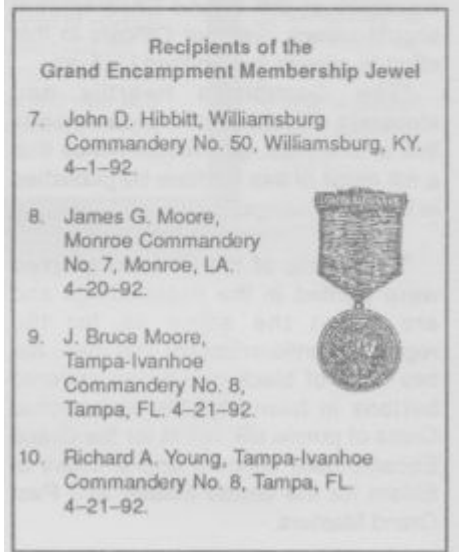 Recipients of the
Grand Encampment Membership Jewel
7. John D. Hibbitt, Williamsburg
Commandery No. 50, Williamsburg, KY.
4–1–92.
8. James G. Moore,
Monroe Commandery
No. 7, Monroe, LA.
4–20–92.
9. J. Bruce Moore,
Tampa-Ivanhoe
Commandery No. 8,
Tampa, FL. 4–21–92.
10. Richard A, Young, Tampa-Ivanhoe
Commandery No. 8, Tampa, FL.
4–21–92.